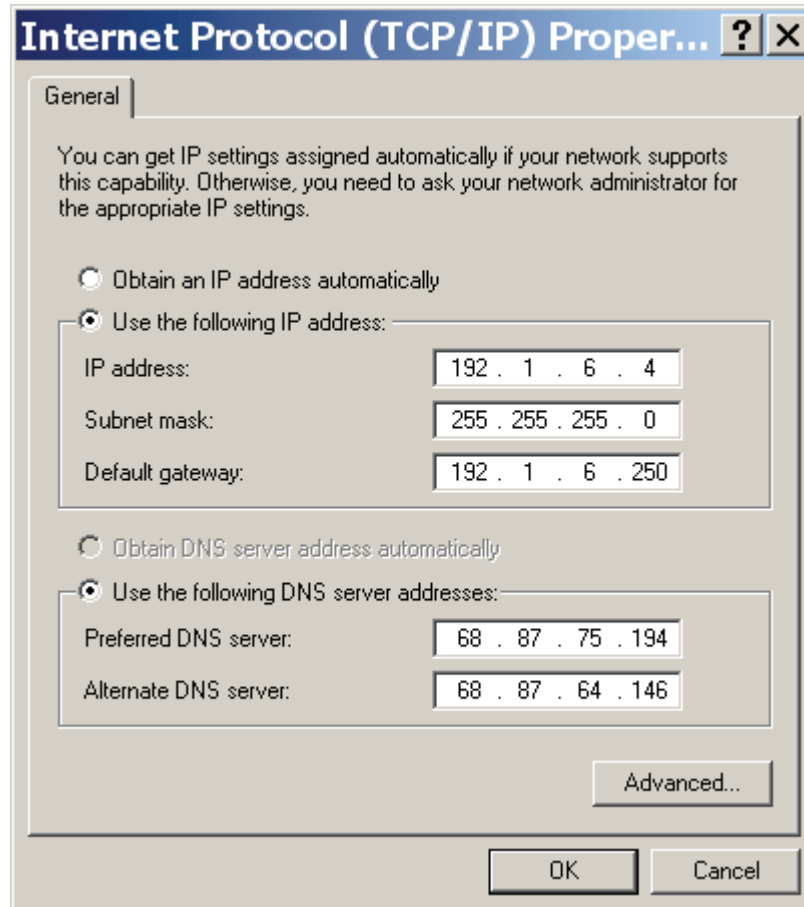 Internet Protocol (TCP/IP) Proper... ? X
General
You can get IP settings assigned automatically if your network supports
this capability. Otherwise, you need to ask your network administrator for
the appropriate IP settings.
Obtain an IP address automatically
Use the following IP address:
IP address: 192 . 1 . 6 . 4
Subnet mask: 255 . 255 . 255 . 0
Default gateway: 192 . 1 . 6 . 250
Obtain DNS server address automatically
Use the following DNS server addresses:
Preferred DNS server: 68 . 87 . 75 . 194
Alternate DNS server: 68 . 87 . 64 . 146
Advanced...
OK Cancel